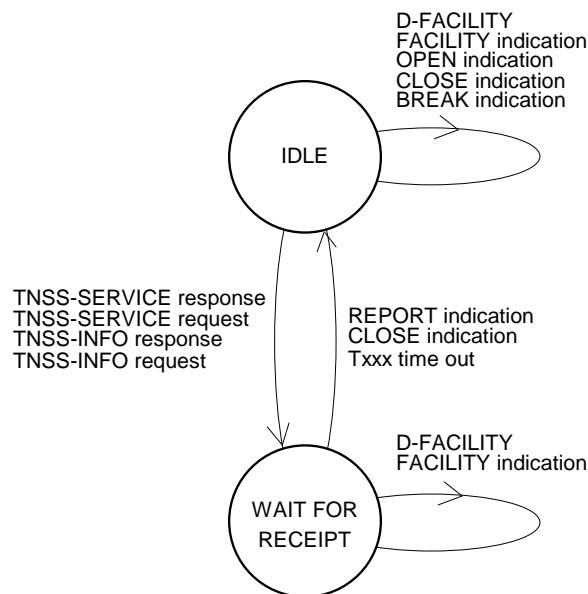 D-FACILITY
FACILITY indication
OPEN indication
CLOSE indication
BREAK indication
IDLE
TNSS-SERVICE response
TNSS-SERVICE request
TNSS-INFO response
TNSS-INFO request
REPORT indication
CLOSE indication
Txxx time out
D-FACILITY
FACILITY indication
WAIT FOR
RECEIPT